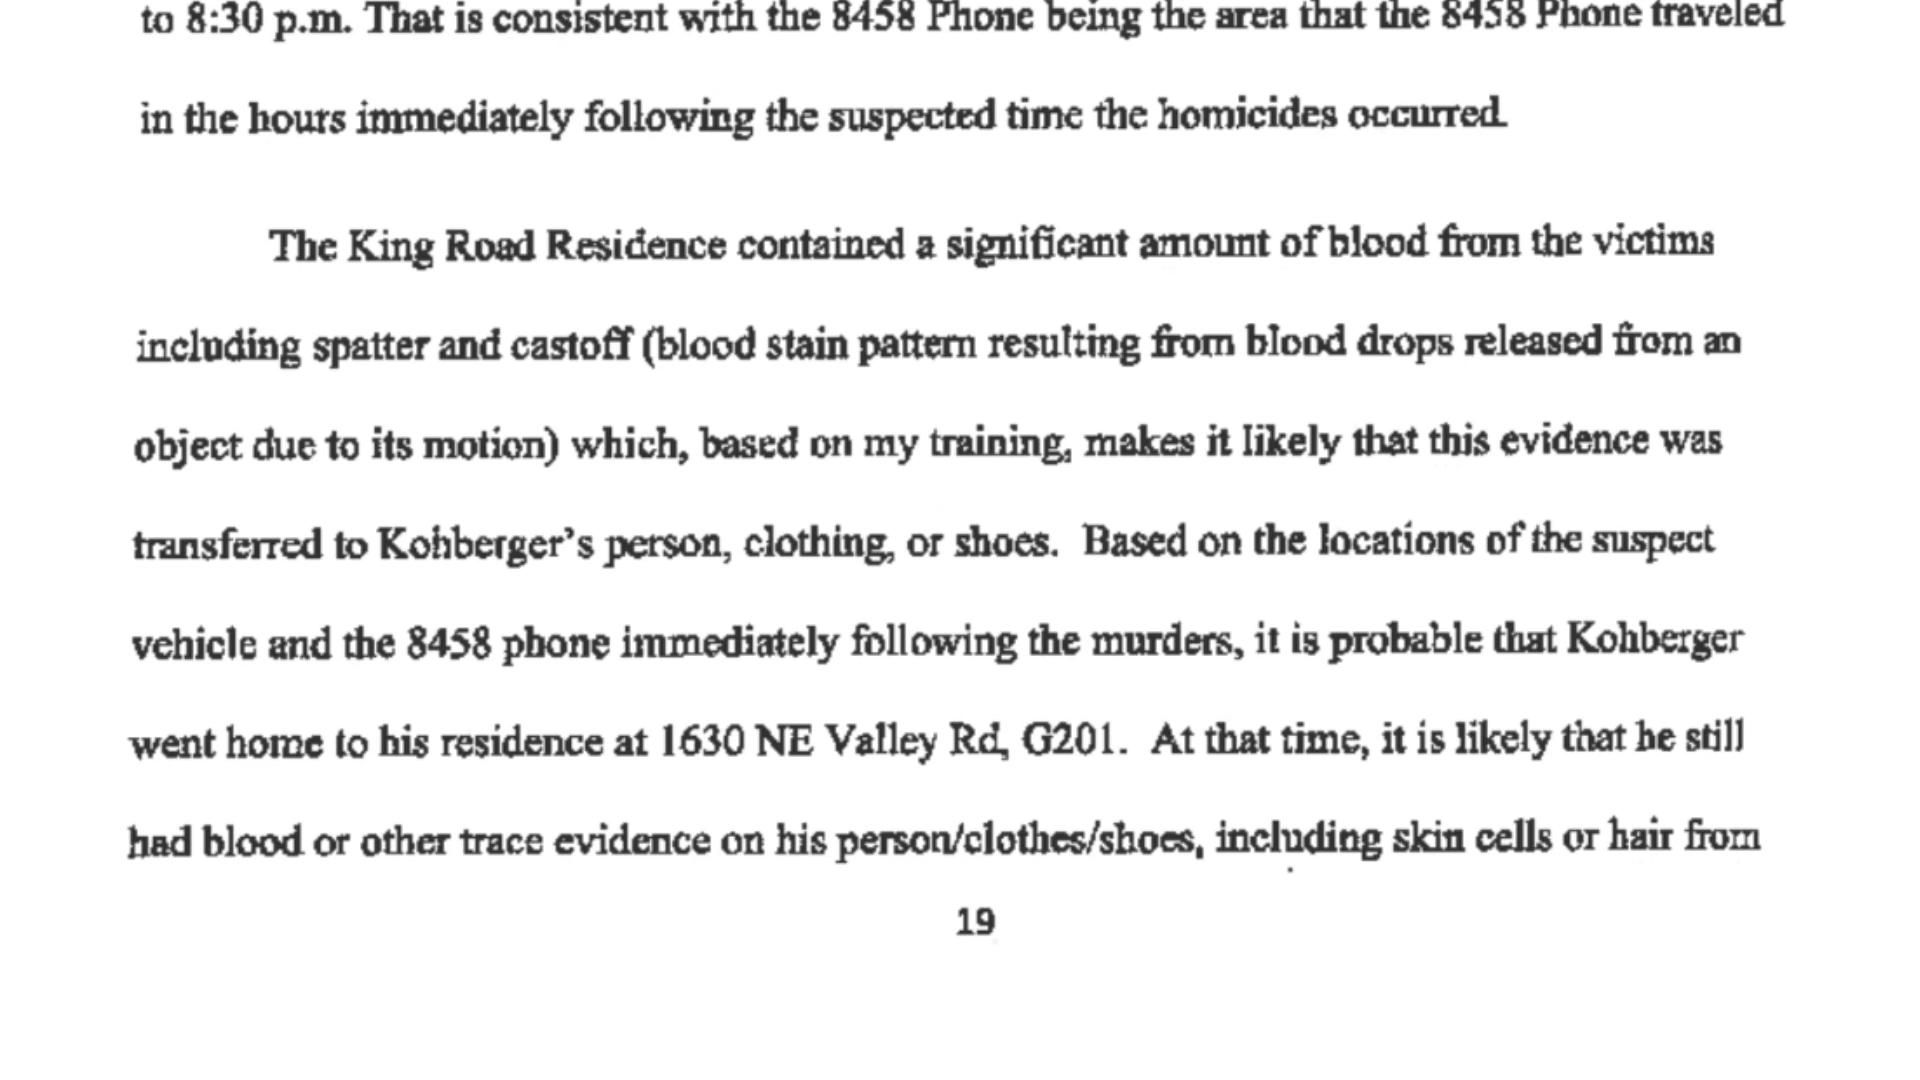 to 8:30 p.m. That is consistent with the 8458 Phone being the area that the 8458 Phone traveled
in the hours immediately following the suspected time the homicides occurred.
The King Road Residence contained a significant amount of blood from the victims
including spatter and castoff (blood stain pattern resulting from blood drops released from an
object due to its motion) which, based on my training, makes it likely that this evidence was
transferred to Kohberger's person, clothing, or shoes. Based on the locations of the suspect
vehicle and the 8458 phone immediately following the murders, it is probable that Kohberger
went home to his residence at 1630 NE Valley Rd, G201. At that time, it is likely that he still
had blood or other trace evidence on his person/clothes/shoes, including skin cells or hair from
19